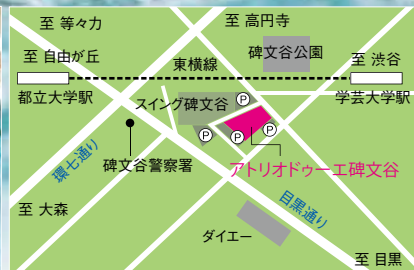 至 等々力
至 高円寺
至 自由が丘
碑文谷公園
至 渋谷
東横線
都立大学駅
スイング碑文谷
P
学芸大学駅
P
P
P
碑文谷警察署
アトリオドゥーエ碑文谷
環七通り
至 大森
目黒通り
ダイエー
至 目黒